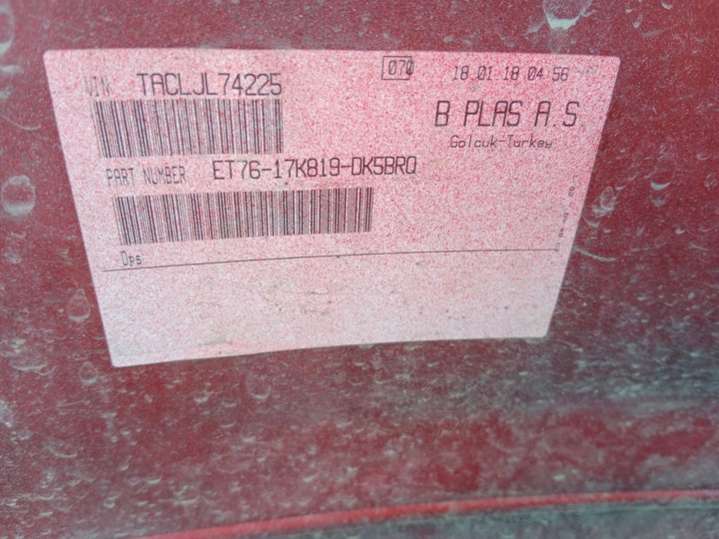 VIN TACLJL74225
070
18 01 18 04 56
B PLAS A.S
Golcuk-Turkey
PART NUMBER ET76-17K819-DK5BRQ
Ops